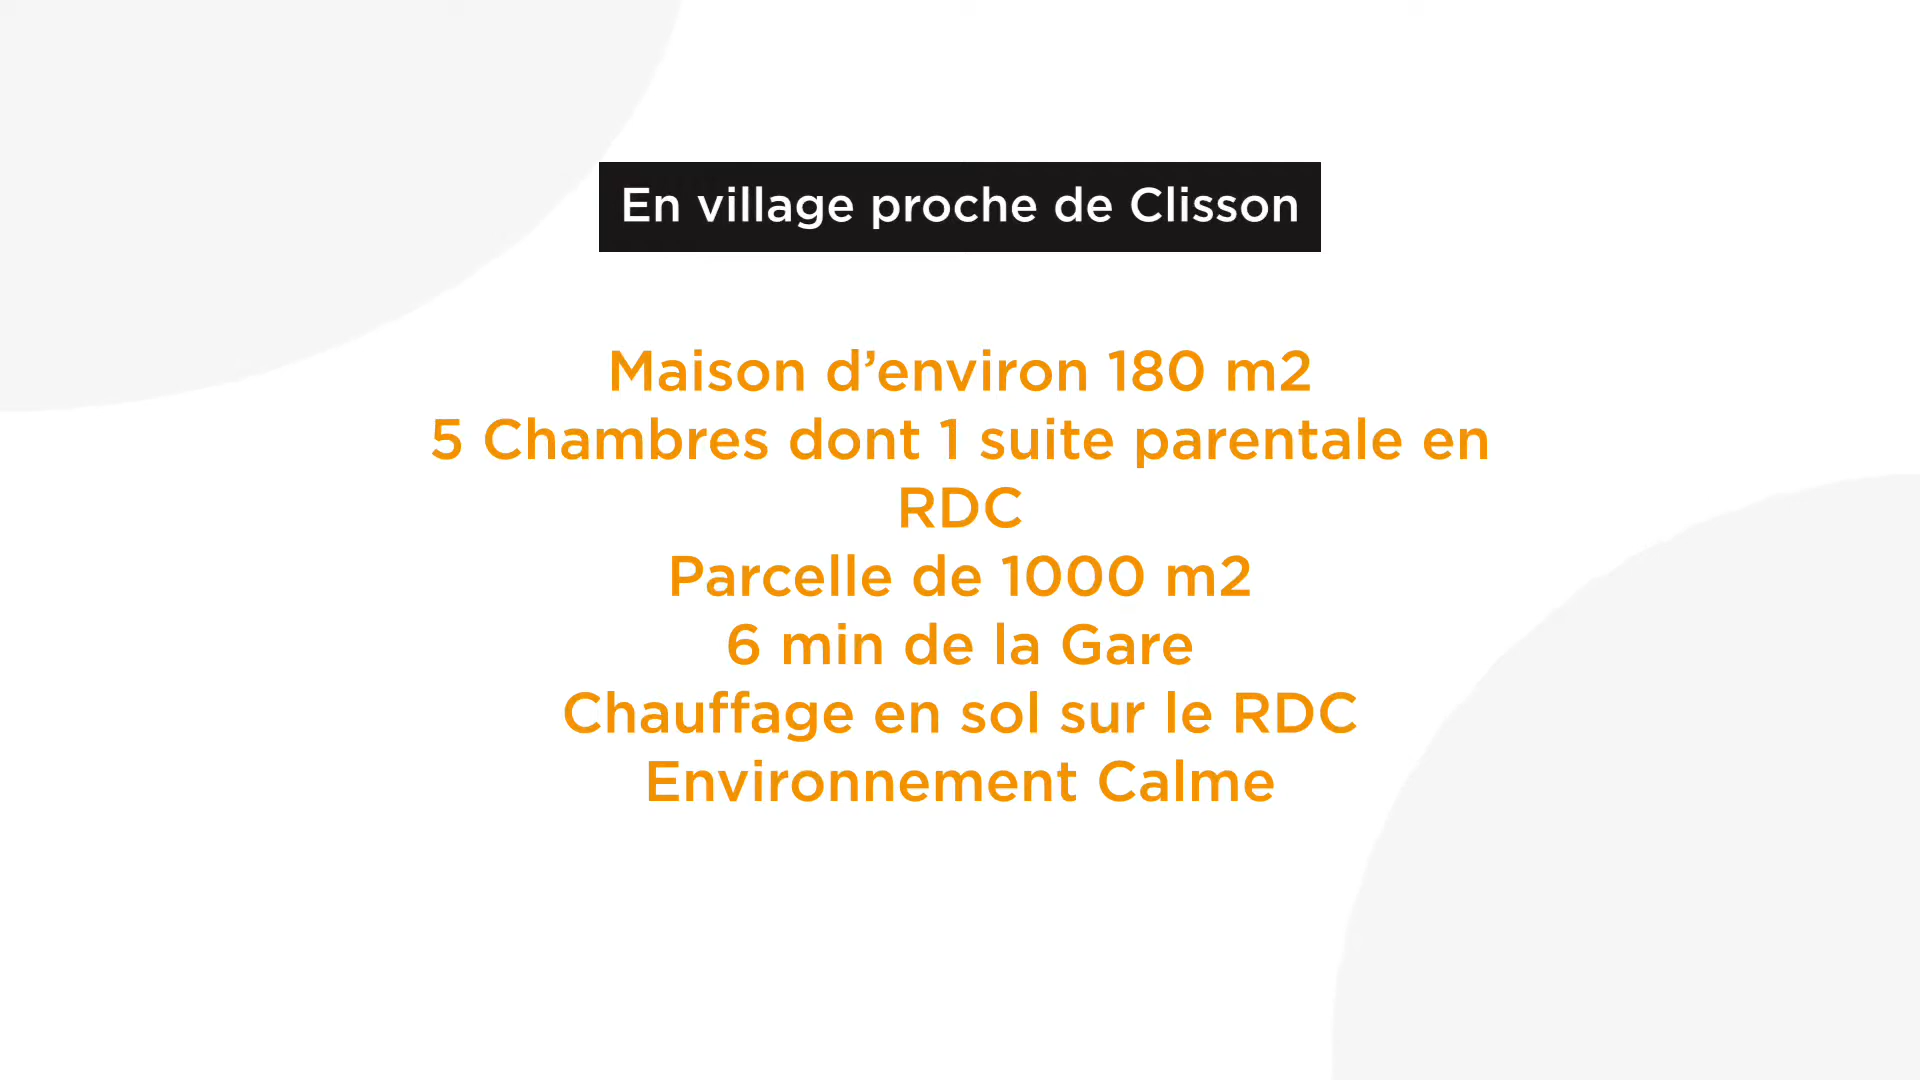 En village proche de Clisson
Maison d’environ 180 m2
5 Chambres dont 1 suite parentale en
RDC
Parcelle de 1000 m2
6 min de la Gare
Chauffage en sol sur le RDC
Environnement Calme